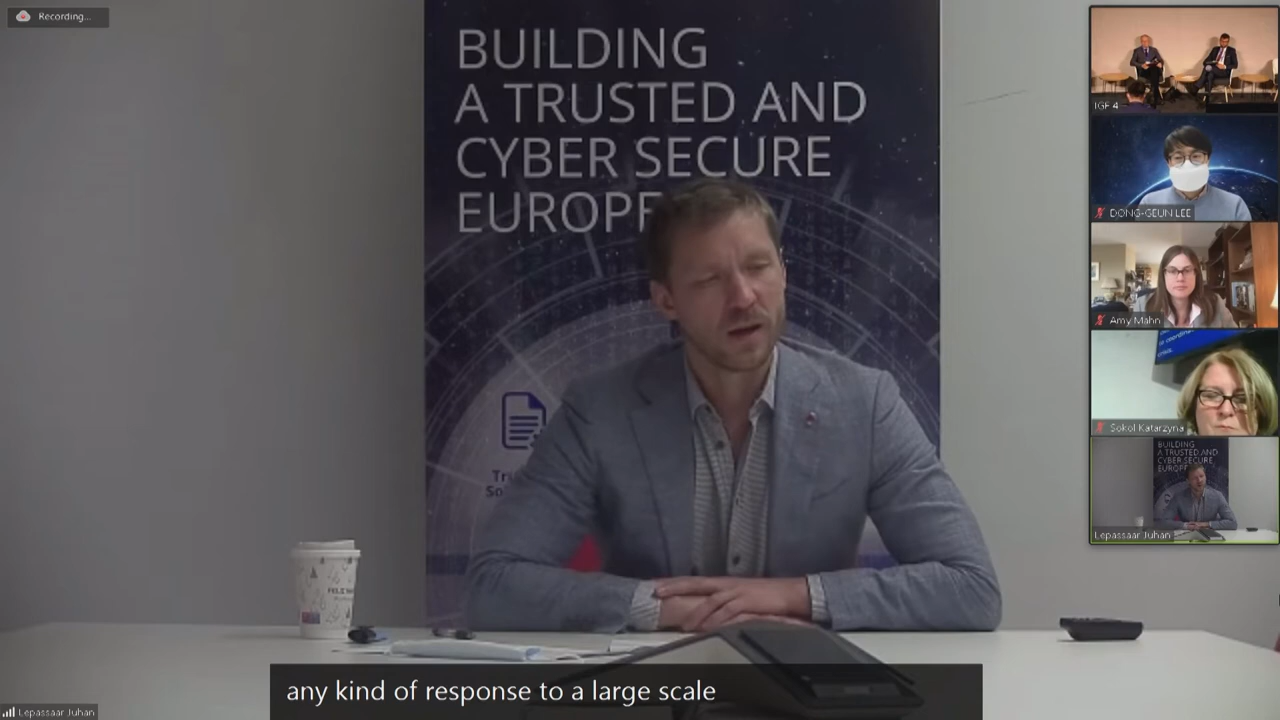 Recording...
BUILDING
A TRUSTED AND
CYBER SECURE
EUROPE
IGF 4
DONG-GEUN LEE
Amy Mahn
Sokol Katarzyna
BUILDING
A TRUSTED AND
CYBER SECURE
Lepassaar Juhan
any kind of response to a large scale
Lepassaar Juhan